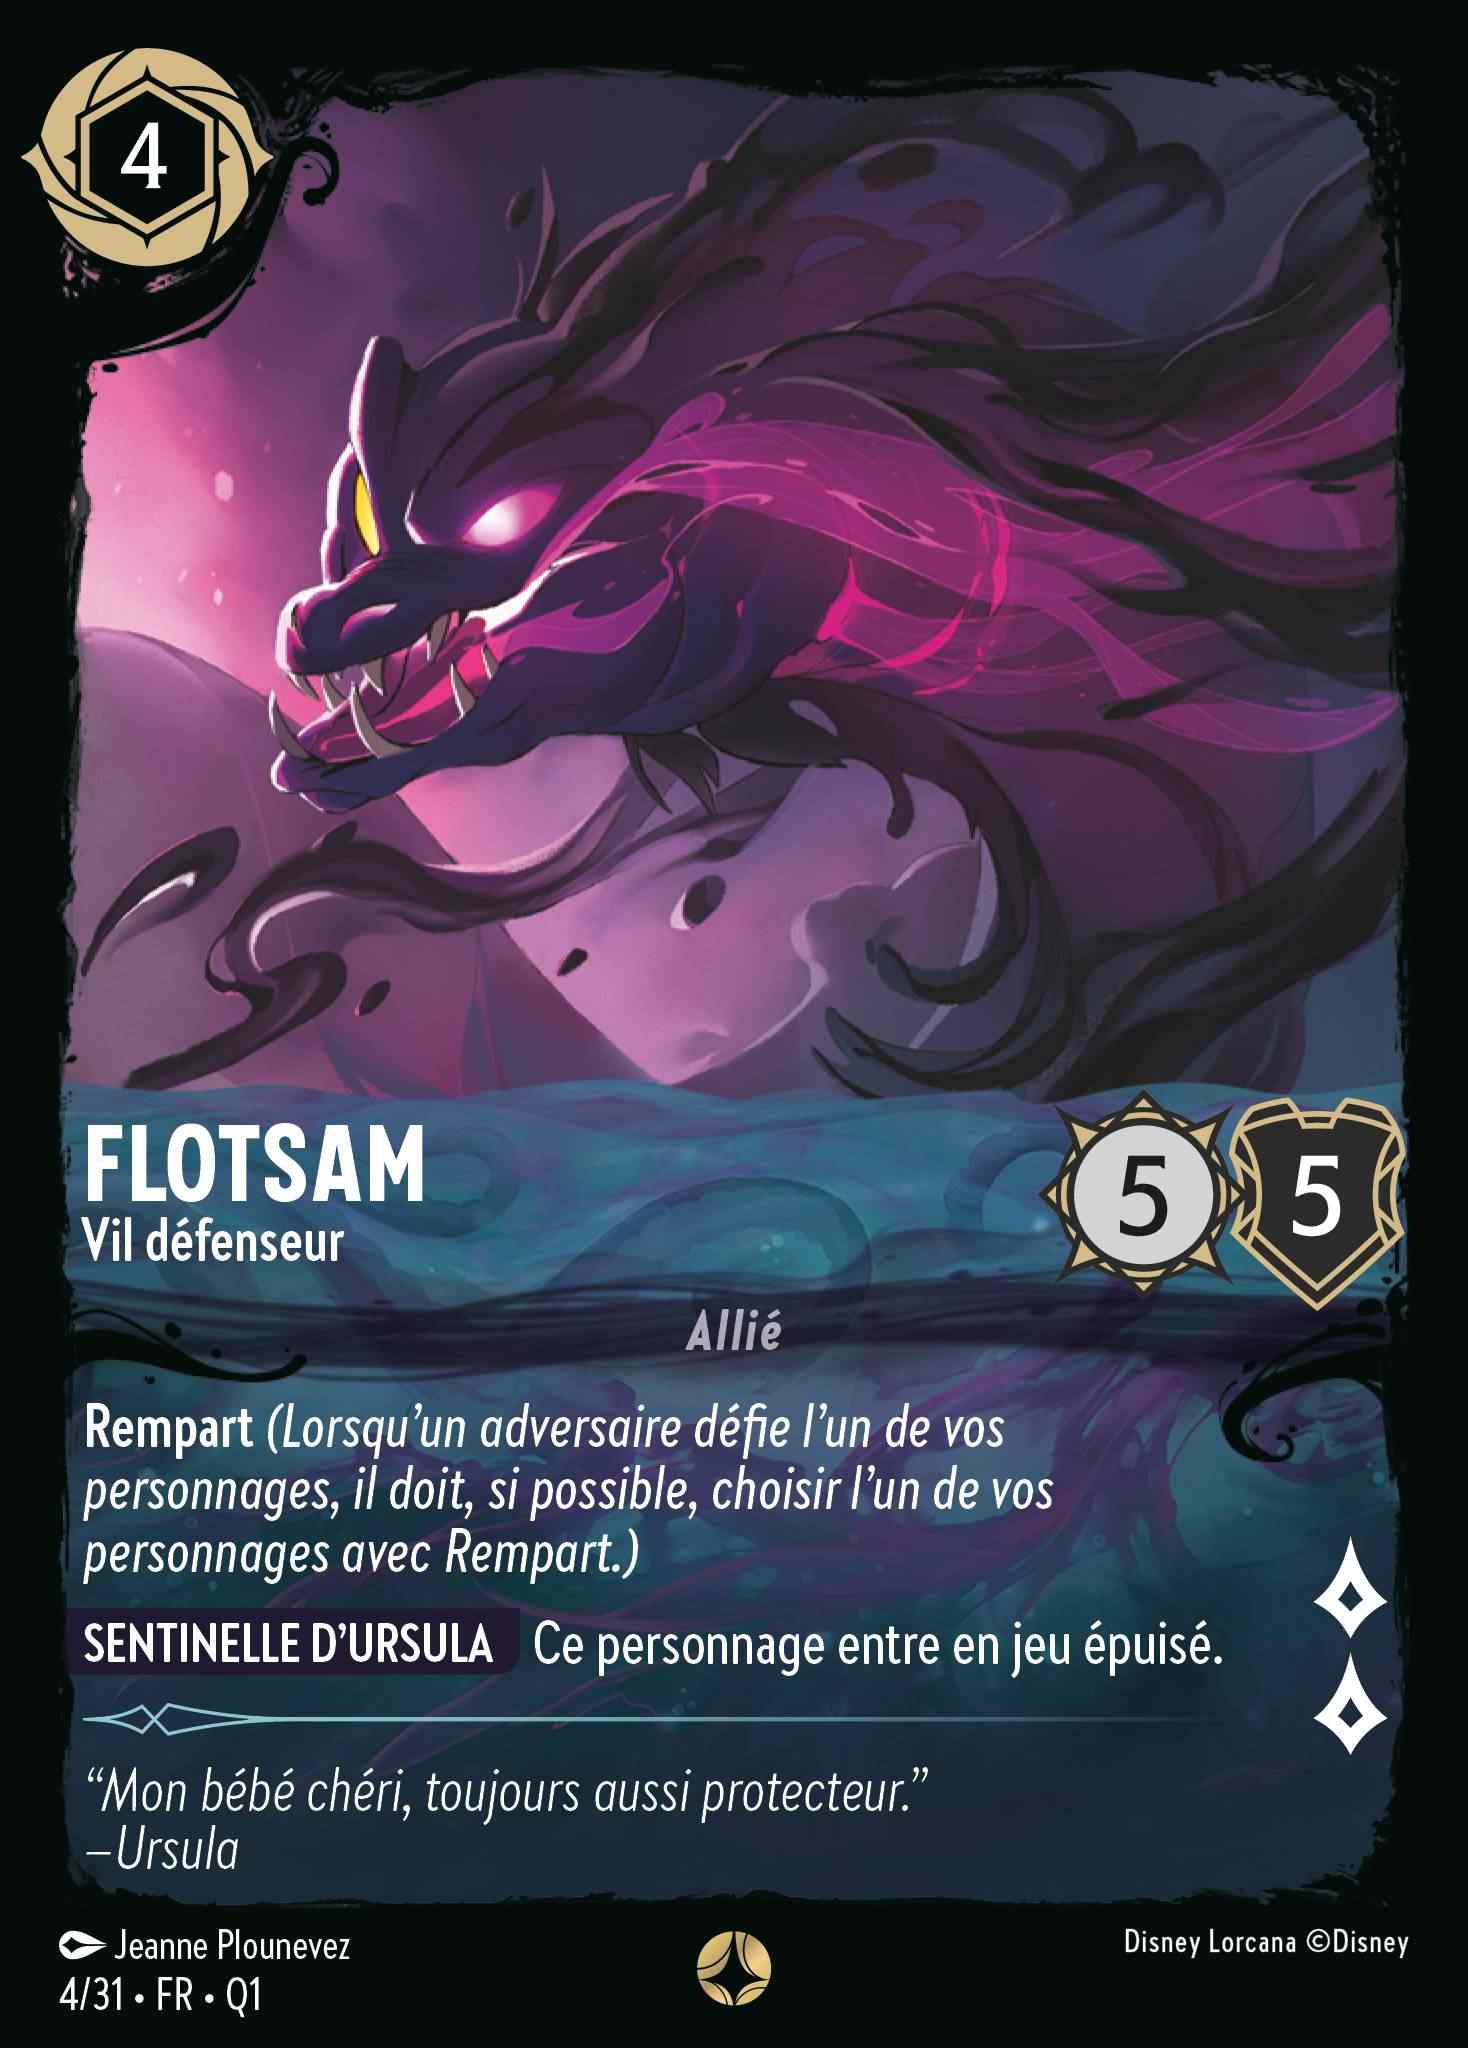 4
FLOTSAM
Vil défenseur
5
5
Allié
Rempart (Lorsqu’un adversaire défie l’un de vos
personnages, il doit, si possible, choisir l’un de vos
personnages avec Rempart.)
SENTINELLE D’URSULA Ce personnage entre en jeu épuisé.
“Mon bébé chéri, toujours aussi protecteur.”
–Ursula
Jeanne Plounevez
Disney Lorcana ©Disney
4/31 • FR • Q1